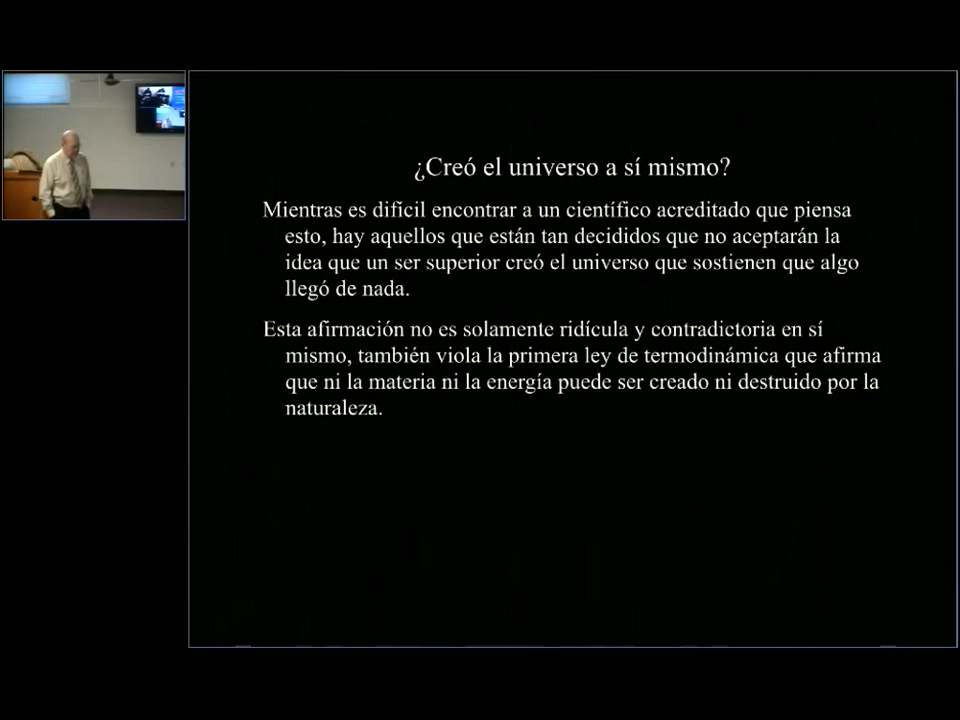 ¿Creó el universo a sí mismo?
Mientras es difícil encontrar a un científico acreditado que piensa
esto, hay aquellos que están tan decididos que no aceptarán la
idea que un ser superior creó el universo que sostienen que algo
llegó de nada.
Esta afirmación no es solamente ridícula y contradictoria en sí
mismo, también viola la primera ley de termodinámica que afirma
que ni la materia ni la energía puede ser creado ni destruido por la
naturaleza.